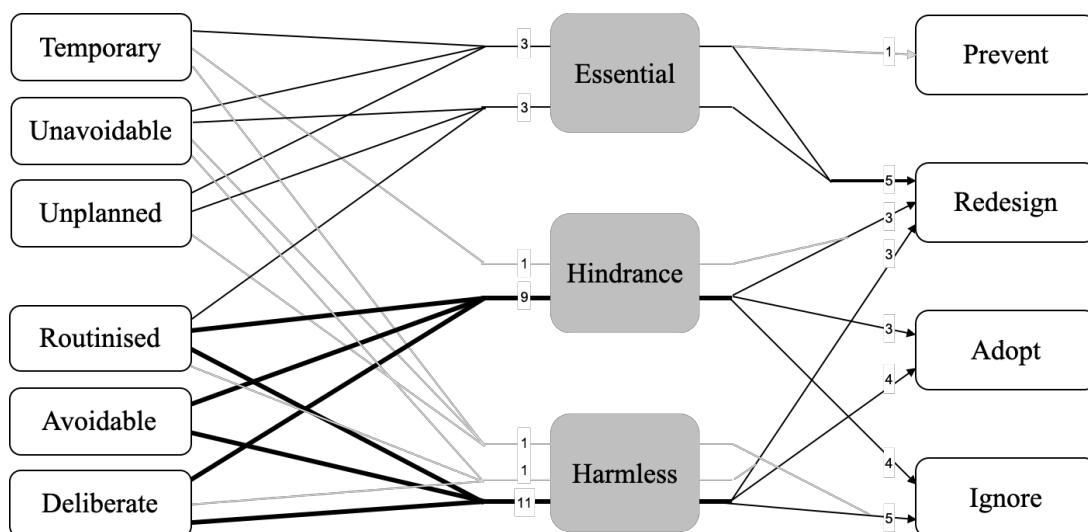 Temporary
Unavoidable
Unplanned
Routinised
Avoidable
Deliberate
3
3
1
9
1
1
11
Essential
Hindrance
Harmless
1
5
3
3
3
4
4
5
Prevent
Redesign
Adopt
Ignore